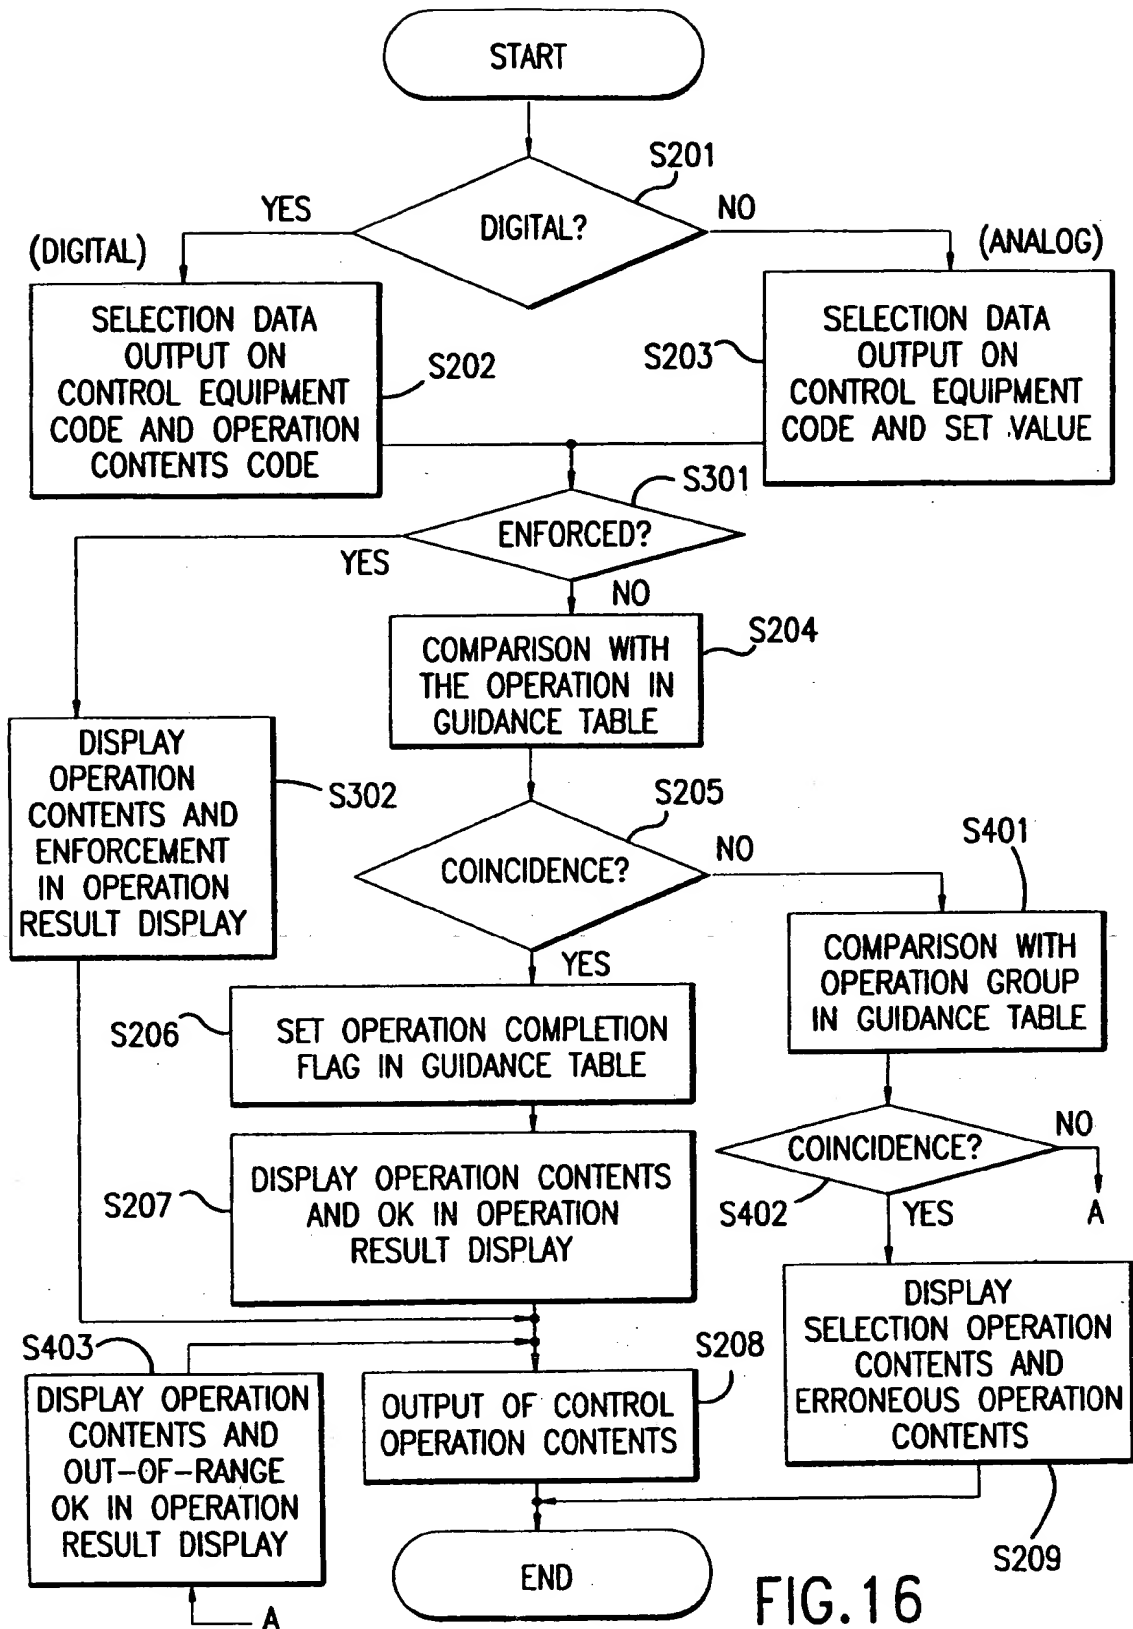 START
S201
YES
DIGITAL?
NO
(DIGITAL)
(ANALOG)
SELECTION DATA
OUTPUT ON
CONTROL EQUIPMENT
CODE AND OPERATION
CONTENTS CODE
S202
S203
SELECTION DATA
OUTPUT ON
CONTROL EQUIPMENT
CODE AND SET VALUE
S301
ENFORCED?
YES
NO
S204
COMPARISON WITH
THE OPERATION IN
GUIDANCE TABLE
DISPLAY
OPERATION
CONTENTS AND
ENFORCEMENT
IN OPERATION
RESULT DISPLAY
S302
S205
COINCIDENCE?
NO
S401
COMPARISON WITH
OPERATION GROUP
IN GUIDANCE TABLE
YES
S206
SET OPERATION COMPLETION
FLAG IN GUIDANCE TABLE
COINCIDENCE?
NO
S402
YES
A
S207
DISPLAY OPERATION CONTENTS
AND OK IN OPERATION
RESULT DISPLAY
DISPLAY
SELECTION OPERATION
CONTENTS AND
ERRONEOUS OPERATION
CONTENTS
S209
S403
DISPLAY OPERATION
CONTENTS AND
OUT-OF-RANGE
OK IN OPERATION
RESULT DISPLAY
A
S208
OUTPUT OF CONTROL
OPERATION CONTENTS
END
FIG.16